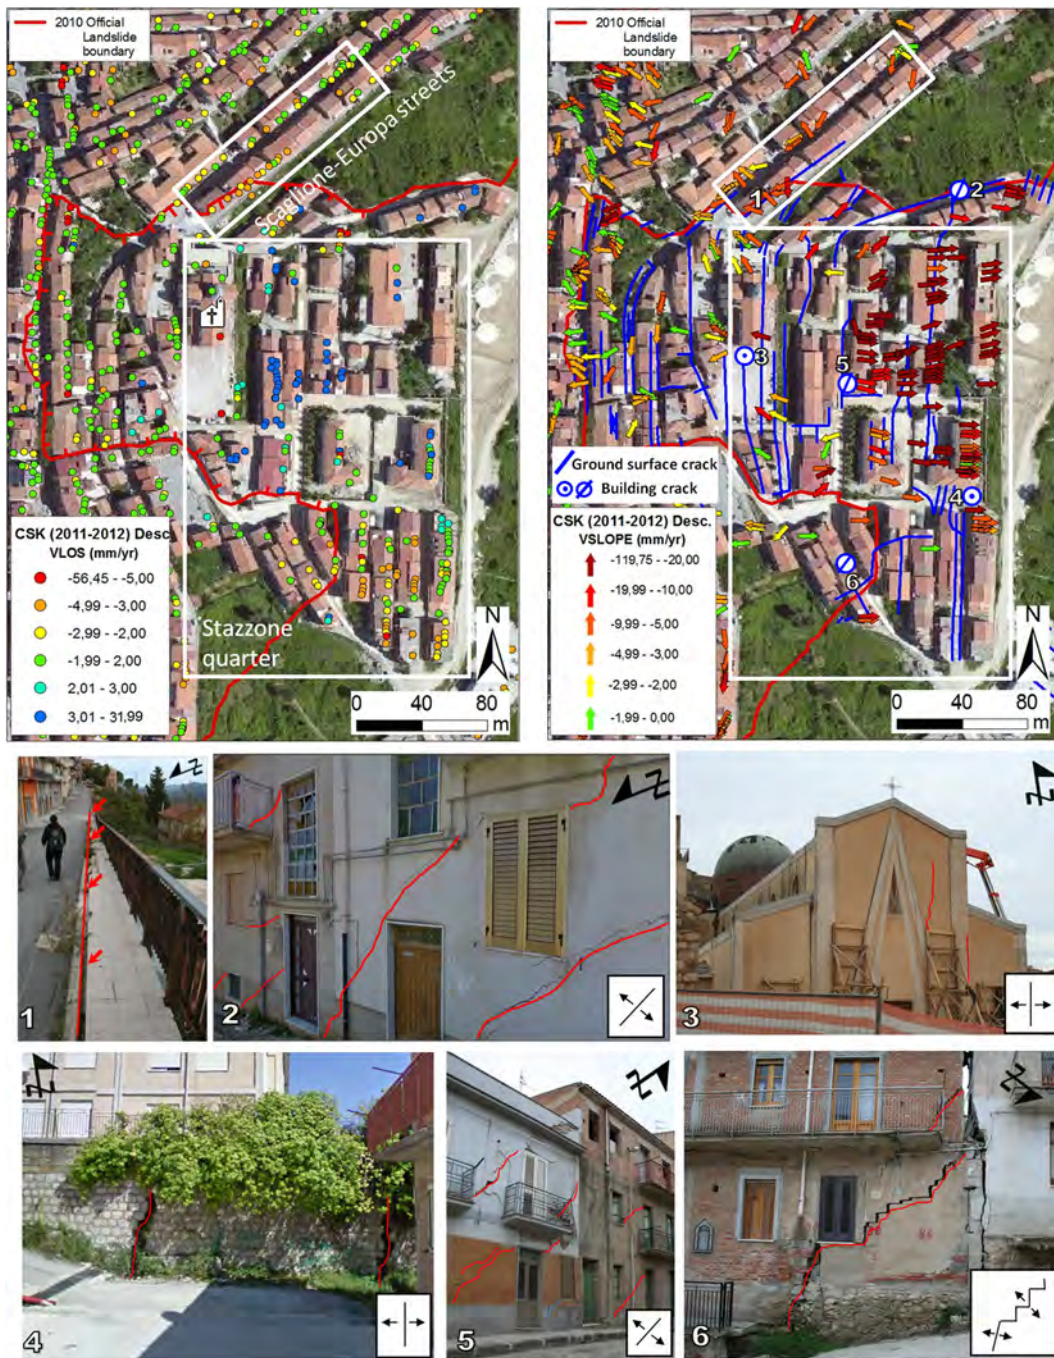 2010 Official
Landslide
boundary
Scaglione-Europa streets
Stazzone
quarter
CSK (2011-2012) Desc.
VLOS (mm/yr)
-56,45 - -5,00
-4,99 - -3,00
-2,99 - -2,00
-1,99 - 2,00
2,01 - 3,00
3,01 - 31,99
N
0 40 80
m
2010 Official
Landslide
boundary
1
2
3
5
4
6
Ground surface crack
Building crack
CSK (2011-2012) Desc.
VSLOPE (mm/yr)
-119,75 - -20,00
-19,99 - -10,00
-9,99 - -5,00
-4,99 - -3,00
-2,99 - -2,00
-1,99 - 0,00
N
0 40 80
m
N
1
N
2
N
3
N
4
N
5
N
6